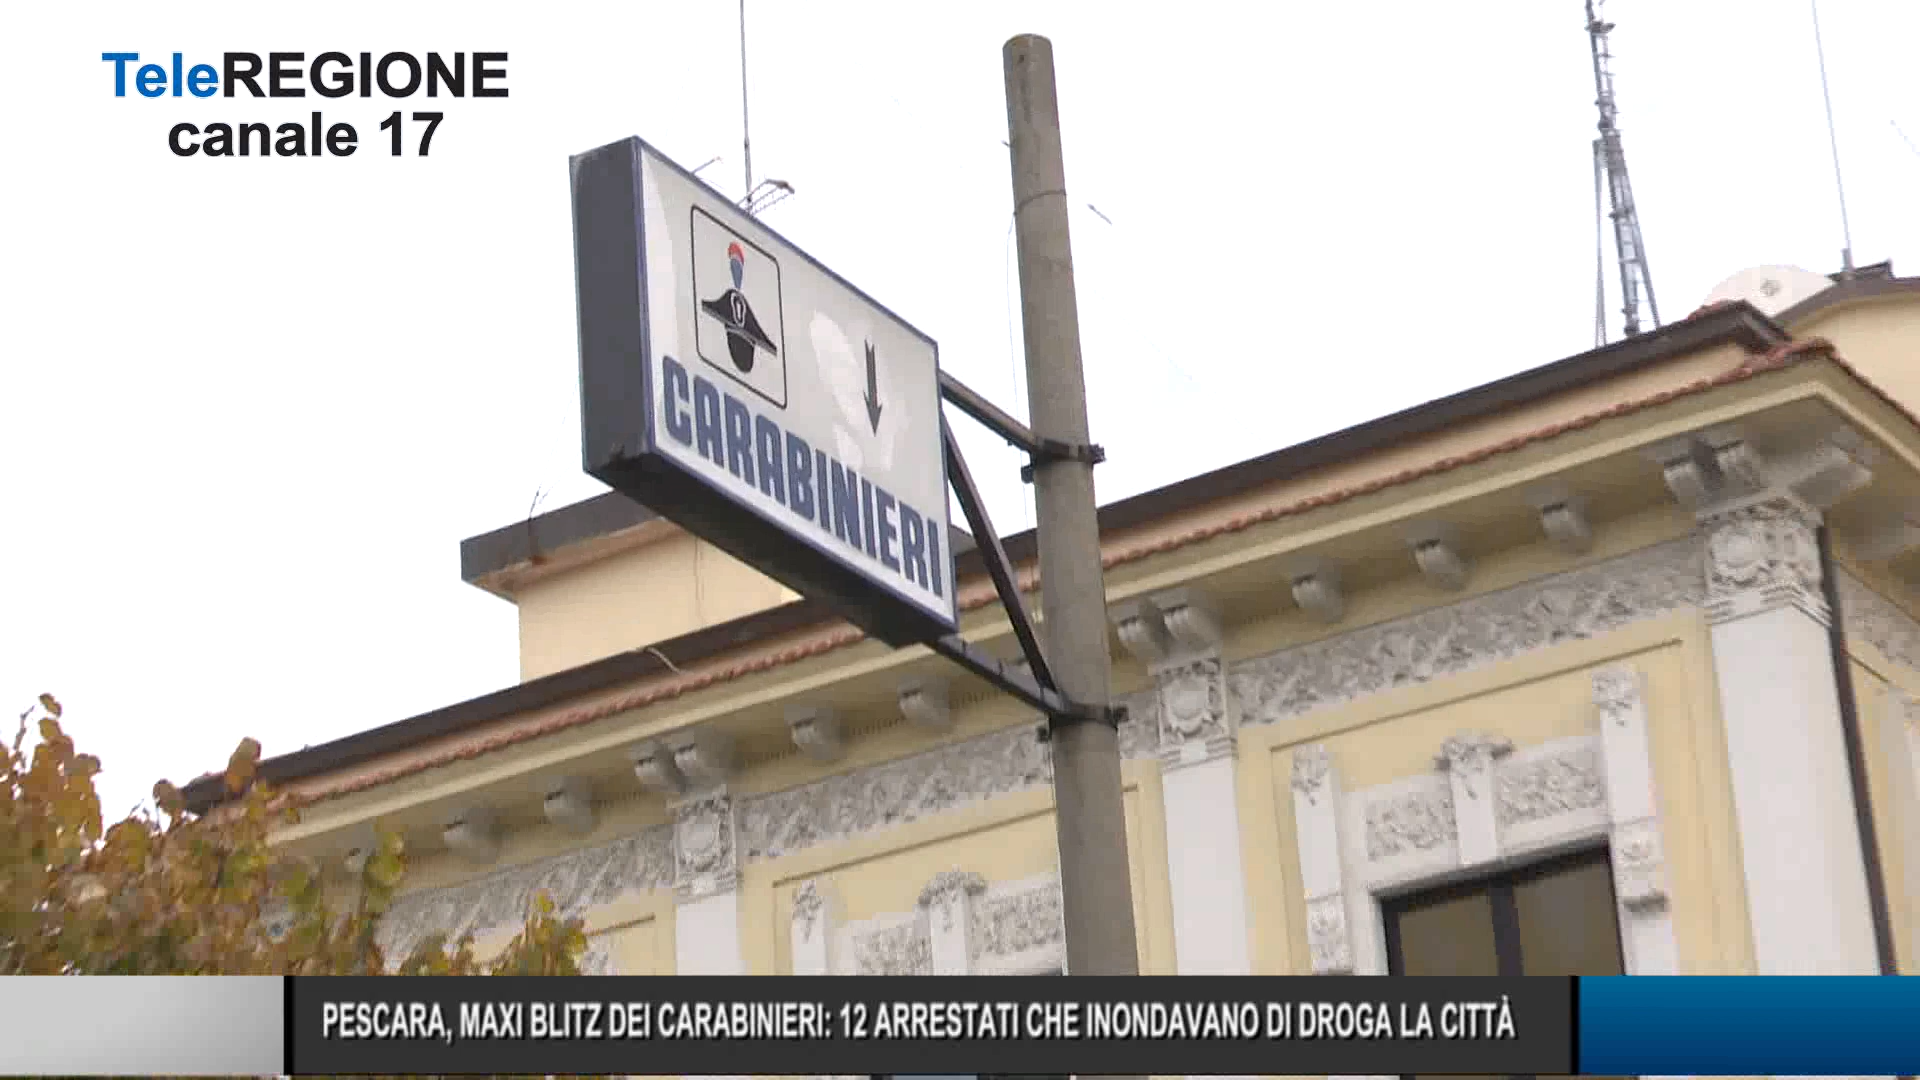 TeleREGIONE
canale 17
CARABINIERI
PESCARA, MAXI BLITZ DEI CARABINIERI: 12 ARRESTATI CHE INONDAVANO DI DROGA LA CITTÀ